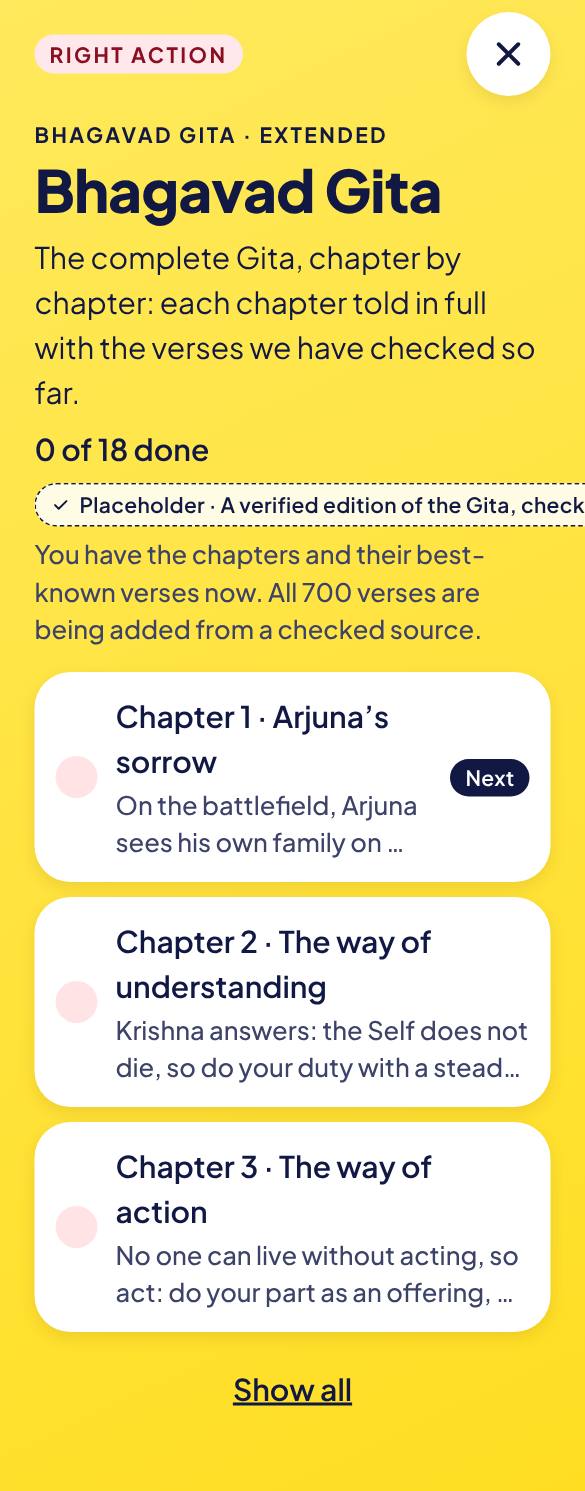 RIGHT ACTION
BHAGAVAD GITA · EXTENDED
Bhagavad Gita
The complete Gita, chapter by
chapter: each chapter told in full
with the verses we have checked so
far.
0 of 18 done
Placeholder · A verified edition of the Gita, check
You have the chapters and their best-
known verses now. All 700 verses are
being added from a checked source.
Chapter 1 · Arjuna’s
sorrow
Next
On the battlefield, Arjuna
sees his own family on ...
Chapter 2 · The way of
understanding
Krishna answers: the Self does not
die, so do your duty with a stead...
Chapter 3 · The way of
action
No one can live without acting, so
act: do your part as an offering, ...
Show all